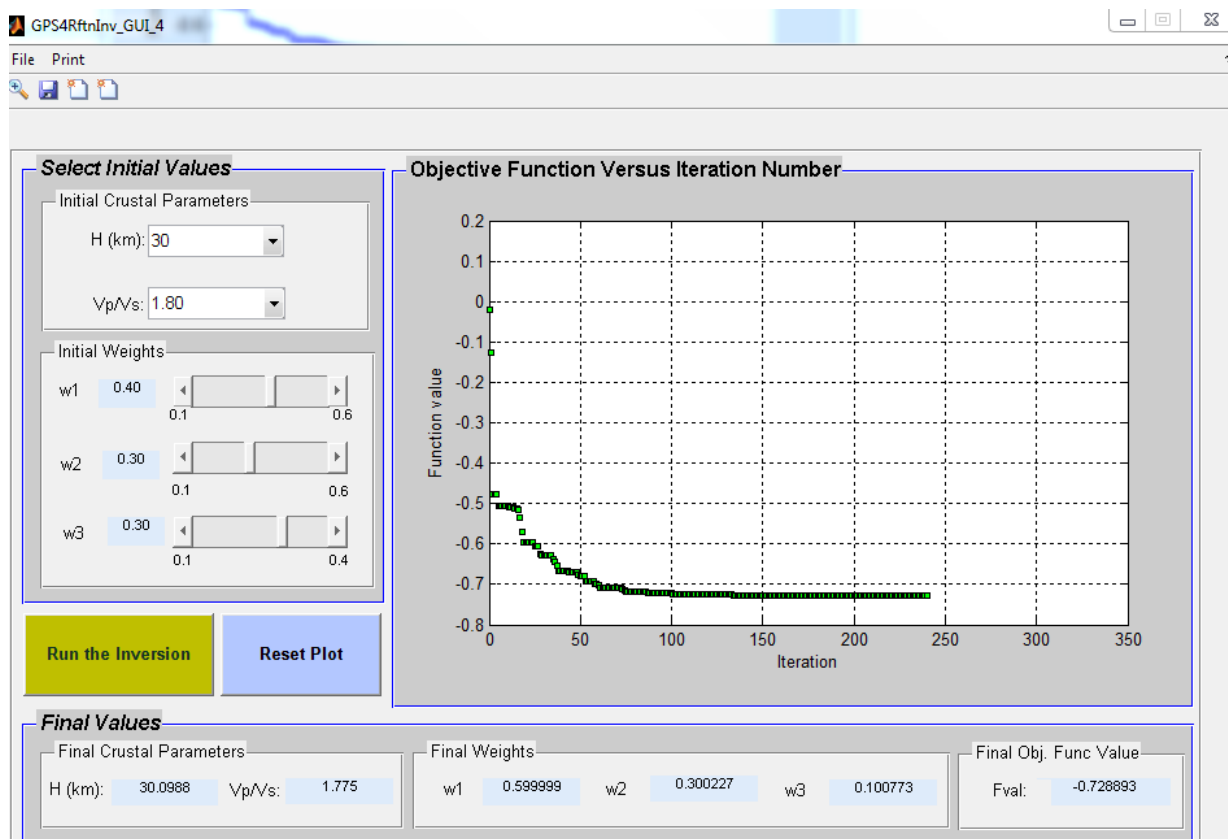 GPS4RftnInv_GUI_4
File Print
Select Initial Values
Initial Crustal Parameters
H (km): 30
Vp/Vs: 1.80
Initial Weights
w1 0.40
0.1 0.6
w2 0.30
0.1 0.6
w3 0.30
0.1 0.4
Run the Inversion
Reset Plot
Objective Function Versus Iteration Number
0.2
0.1
0
-0.1
-0.2
-0.3
-0.4
-0.5
-0.6
-0.7
-0.8
Function value
0 50 100 150 200 250 300 350
Iteration
Final Values
Final Crustal Parameters
H (km): 30.0988 Vp/Vs: 1.775
Final Weights
w1 0.599999 w2 0.300227 w3 0.100773
Final Obj. Func Value
Fval: -0.728893